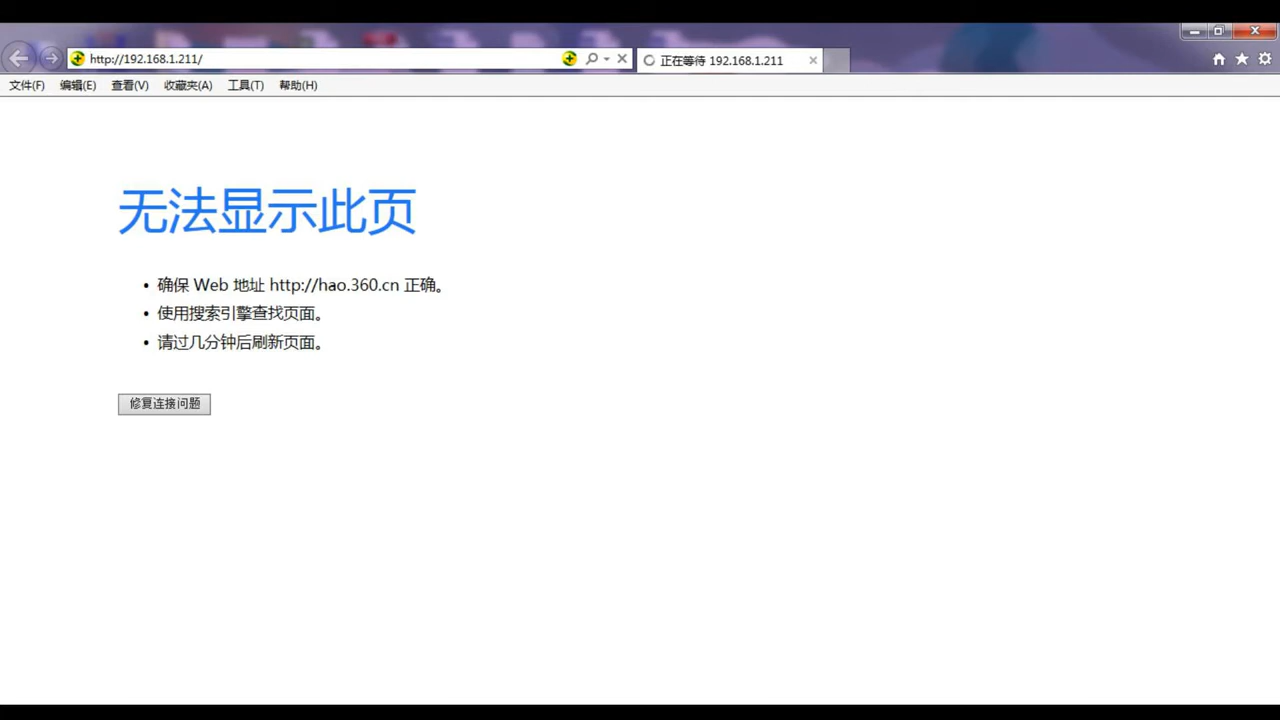 http://192.168.1.211/
正在等待 192.168.1.211
文件(F) 编辑(E) 查看(V) 收藏夹(A) 工具(T) 帮助(H)
无法显示此页
• 确保 Web 地址 http://hao.360.cn 正确。
• 使用搜索引擎查找页面。
• 请过几分钟后刷新页面。
修复连接问题